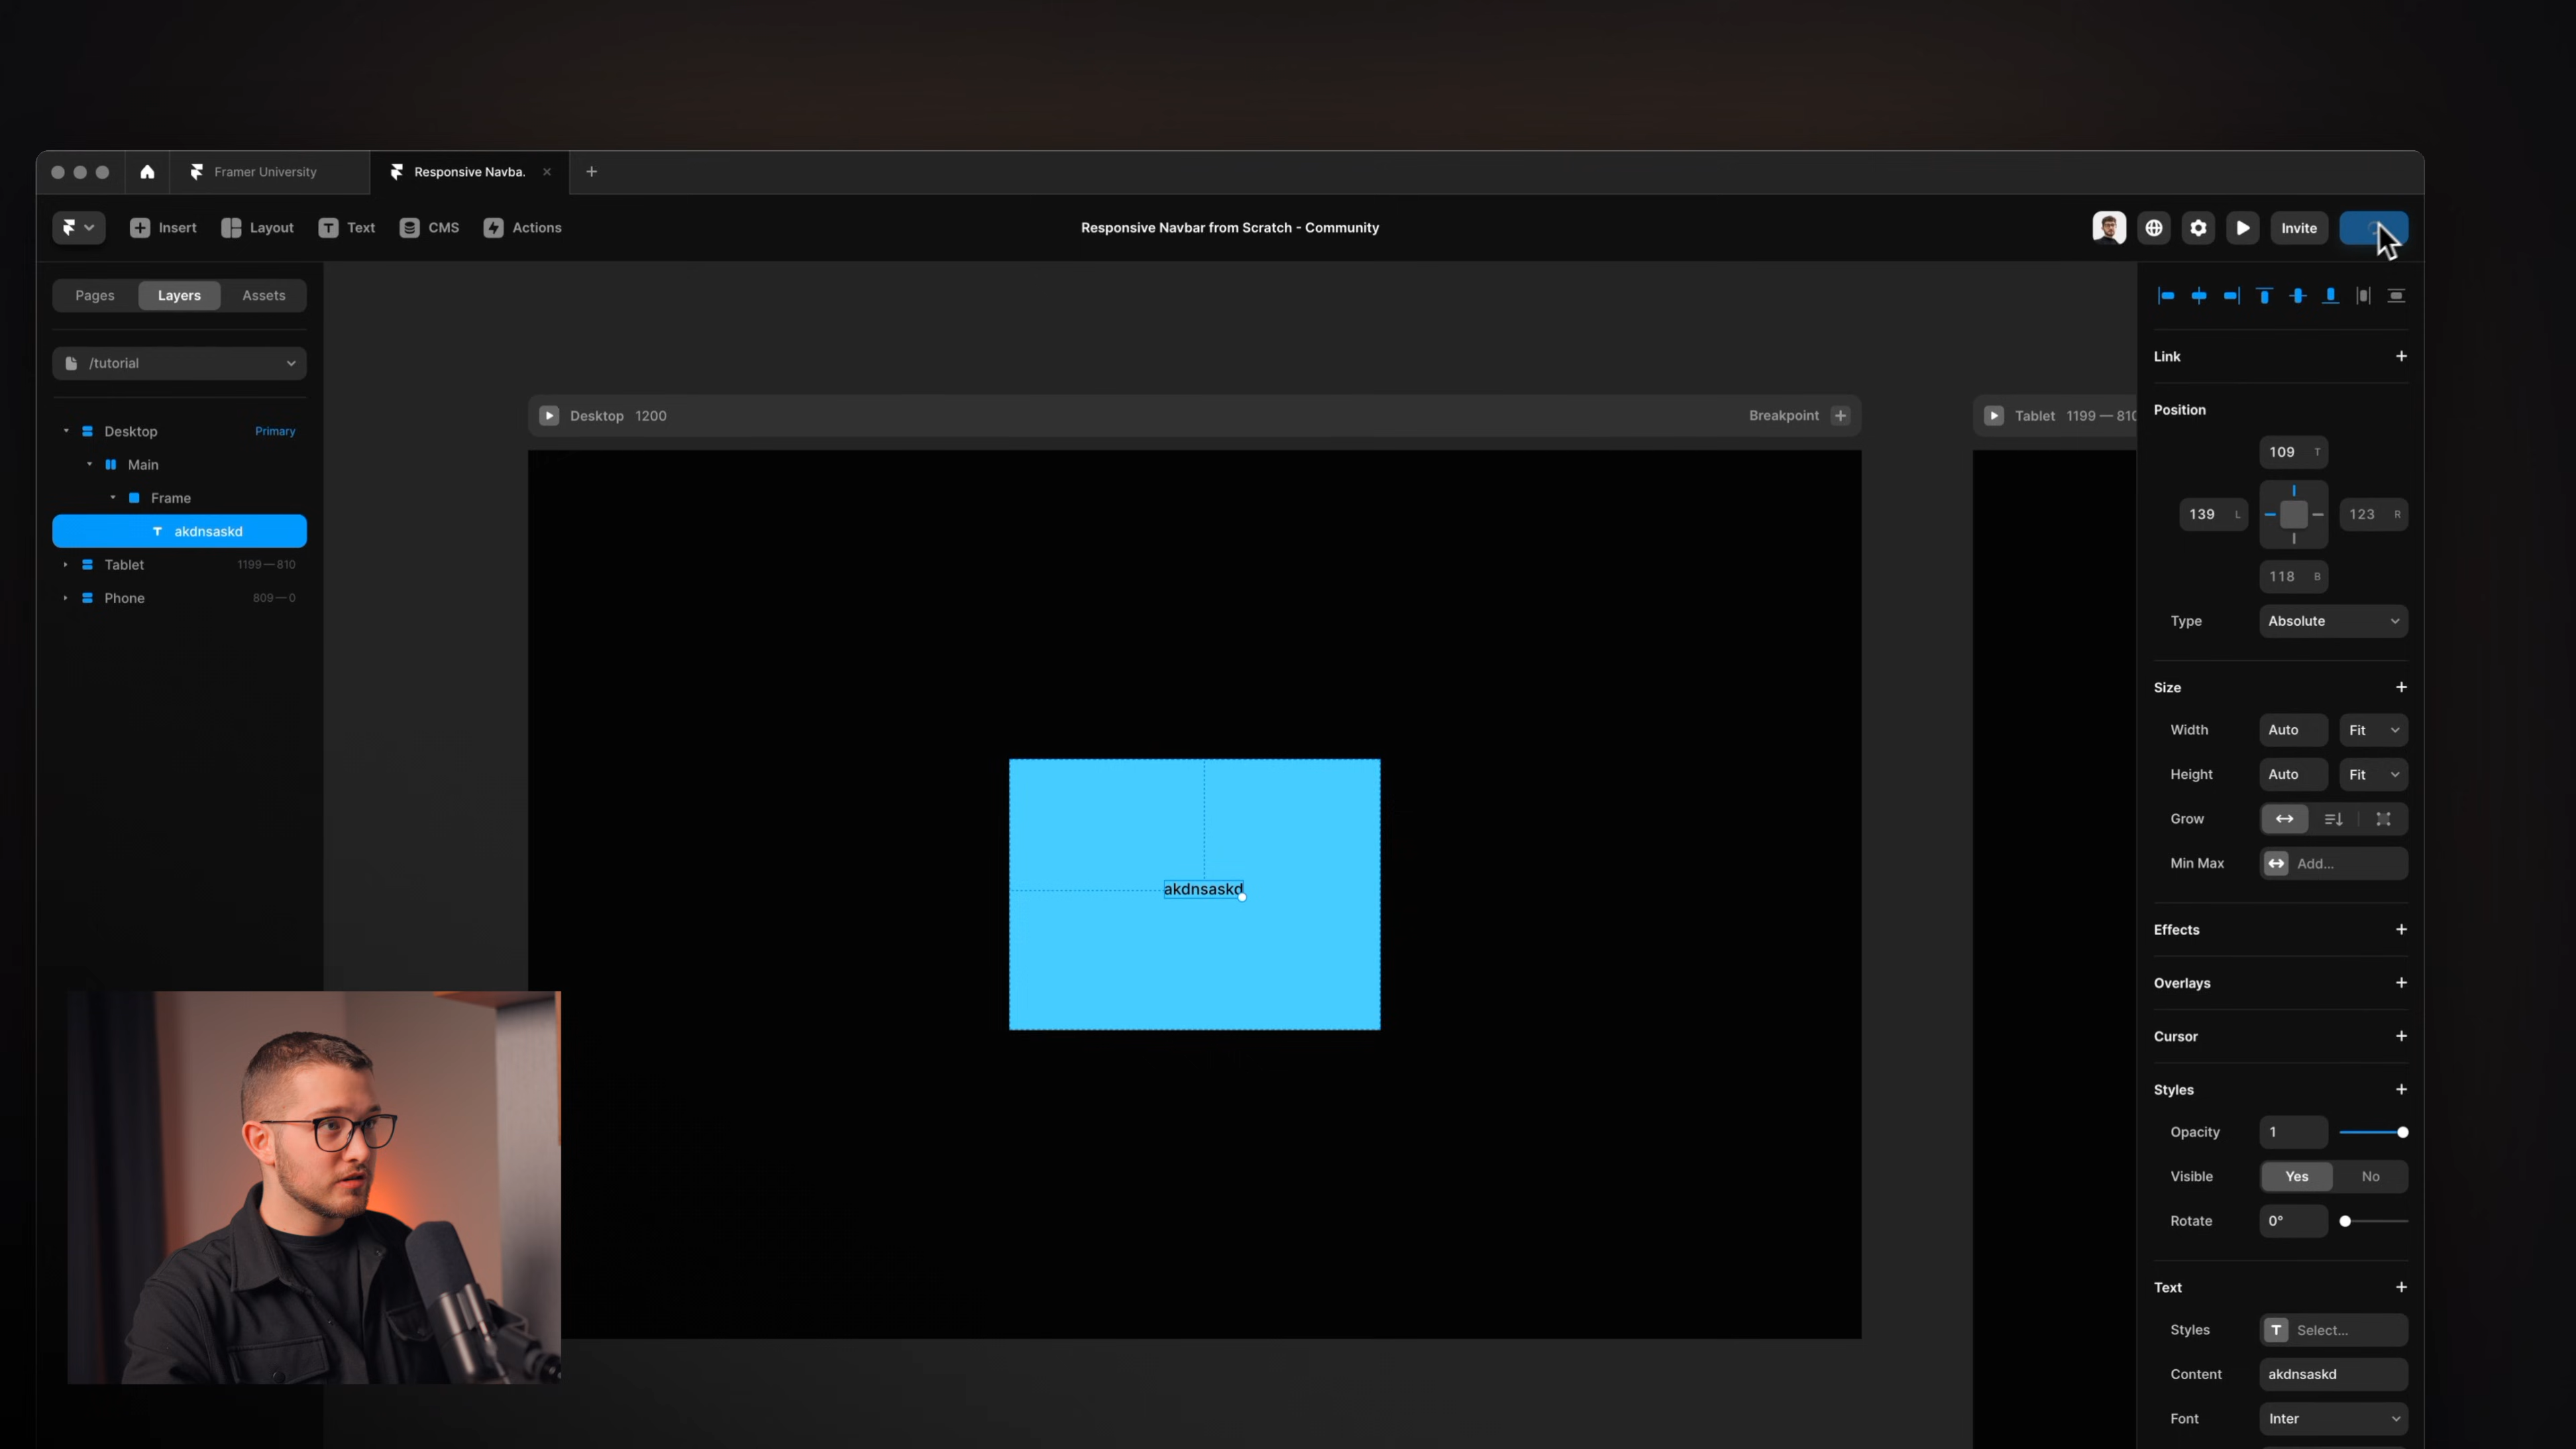 Framer University
Responsive Navba.
Insert
Layout
Text
CMS
Actions
Responsive Navbar from Scratch - Community
Invite
Pages
Layers
Assets
/tutorial
Desktop
Primary
Main
Frame
akdnsaskd
Tablet
1199 — 810
Phone
809 — 0
Desktop 1200
Breakpoint
Tablet 1199 — 810
akdnsaskd
Link
Position
109 T
139 L
123 R
118 B
Type Absolute
Size
Width Auto Fit
Height Auto Fit
Grow
Min Max Add...
Effects
Overlays
Cursor
Styles
Opacity 1
Visible Yes No
Rotate 0°
Text
Styles T Select...
Content akdnsaskd
Font Inter